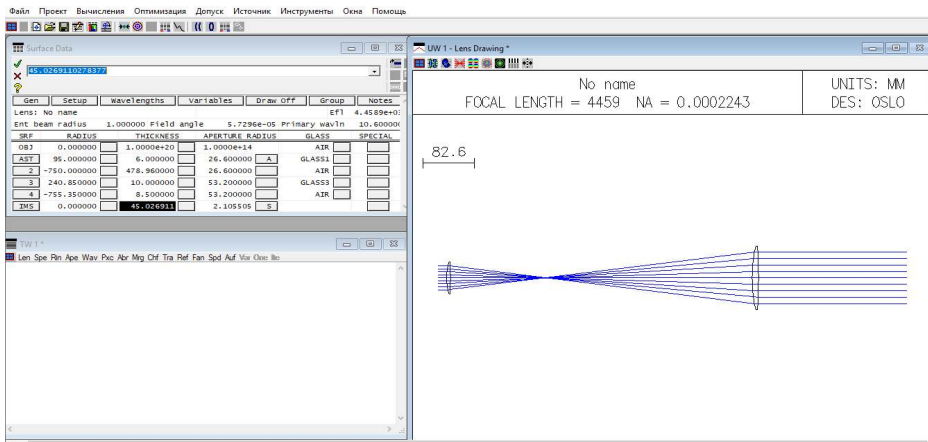 Файл Проект Вычисления Оптимизация Допуск Источник Инструменты Окна Помощь
Surface Data
45.0269110278377
Gen Setup Wavelengths Variables Draw Off Group Notes
Lens: No name Efl 4.4589e+03
Ent beam radius 1.000000 Field angle 5.7296e-05 Primary wavln 10.600000
SRF RADIUS THICKNESS APERTURE RADIUS GLASS SPECIAL
OBJ 0.000000 1.0000e+20 1.0000e+14 AIR
AST 95.000000 6.000000 26.600000 A GLASS1
2 -750.000000 478.960000 26.600000 AIR
3 240.850000 10.000000 53.200000 GLASS3
4 -755.350000 8.500000 53.200000 AIR
IMS 0.000000 45.026911 2.105505 S
TW 1 *
Len Spe Rin Ape Wav Pxc Abr Mrg Chf Tra Ref Fan Spd Auf Var Ope Ite
UW 1 - Lens Drawing *
No name
FOCAL LENGTH = 4459 NA = 0.0002243
UNITS: MM
DES: OSLO
82.6